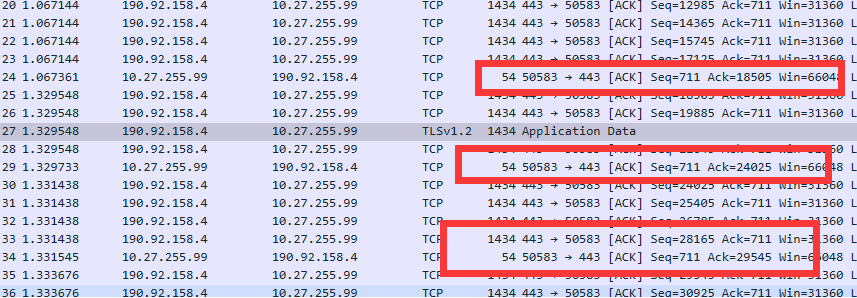 20 1.067144 190.92.158.4 10.27.255.99 TCP 1434 443 → 50583 [ACK] Seq=12985 Ack=711 Win=31360 L
21 1.067144 190.92.158.4 10.27.255.99 TCP 1434 443 → 50583 [ACK] Seq=14365 Ack=711 Win=31360 L
22 1.067144 190.92.158.4 10.27.255.99 TCP 1434 443 → 50583 [ACK] Seq=15745 Ack=711 Win=31360 L
23 1.067144 190.92.158.4 10.27.255.99 TCP 1434 443 → 50583 [ACK] Seq=17125 Ack=711 Win=31360 L
24 1.067361 10.27.255.99 190.92.158.4 TCP 54 50583 → 443 [ACK] Seq=711 Ack=18505 Win=66048 L
25 1.329548 190.92.158.4 10.27.255.99 TCP 1434 443 → 50583 [ACK] Seq=18505 Ack=711 Win=31360 L
26 1.329548 190.92.158.4 10.27.255.99 TCP 1434 443 → 50583 [ACK] Seq=19885 Ack=711 Win=31360 L
27 1.329548 190.92.158.4 10.27.255.99 TLSv1.2 1434 Application Data
28 1.329548 190.92.158.4 10.27.255.99 TCP 1434 443 → 50583 [ACK] Ack=711 Win=31360 L
29 1.329733 10.27.255.99 190.92.158.4 TCP 54 50583 → 443 [ACK] Seq=711 Ack=24025 Win=66048 L
30 1.331438 190.92.158.4 10.27.255.99 TCP 1434 443 → 50583 [ACK] Seq=24025 Ack=711 Win=31360 L
31 1.331438 190.92.158.4 10.27.255.99 TCP 1434 443 → 50583 [ACK] Seq=25405 Ack=711 Win=31360 L
32 1.331438 190.92.158.4 10.27.255.99 TCP 1434 443 → 50583 [ACK] Seq=26785 Ack=711 Win=31360 L
33 1.331438 190.92.158.4 10.27.255.99 TCP 1434 443 → 50583 [ACK] Seq=28165 Ack=711 Win=31360 L
34 1.331545 10.27.255.99 190.92.158.4 TCP 54 50583 → 443 [ACK] Seq=711 Ack=29545 Win=66048 L
35 1.333676 190.92.158.4 10.27.255.99 TCP 1434 443 → 50583 [ACK] Seq=29545 Ack=711 Win=31360 L
36 1.333676 190.92.158.4 10.27.255.99 TCP 1434 443 → 50583 [ACK] Seq=30925 Ack=711 Win=31360 L